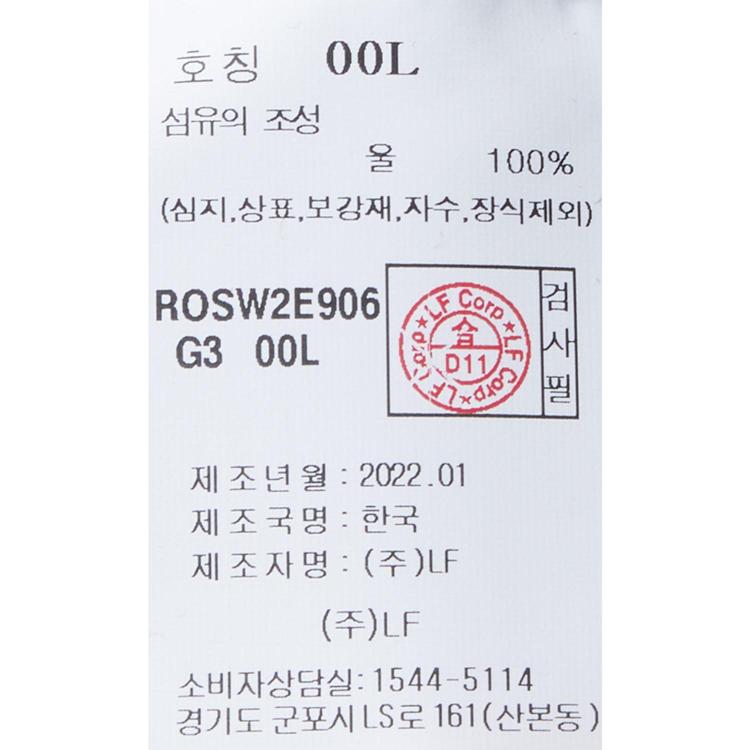 호칭 00L
섬유의 조성
울 100%
(심지,상표,보강재,자수,장식제외)
ROSW2E906
G3 00L
LF Corp★LF Corp★LF Corp★
合
D11
검사필
제조년월 : 2022.01
제조국명 : 한국
제조자명 : (주)LF
(주)LF
소비자상담실: 1544-5114
경기도 군포시 LS로 161(산본동)